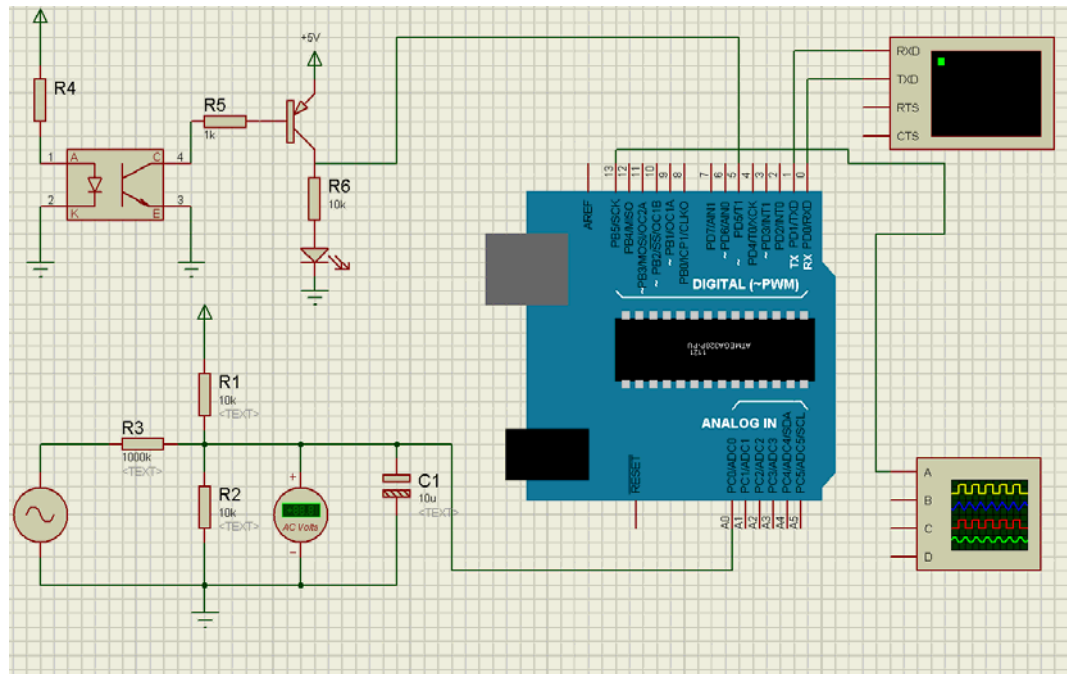 +5V
R4
R5
1k
1
A
C
4
2
K
E
3
R6
10k
R1
10k
<TEXT>
R3
1000k
<TEXT>
R2
10k
<TEXT>
+
AC Volts
-
C1
10u
<TEXT>
RXD
TXD
RTS
CTS
13
12
11
10
9
8
7
6
5
4
3
2
1
0
AREF
PB5/SCK
PB4/MISO
~PB3/MOSI/OC2A
~ PB2/SS/OC1B
~ PB1/OC1A
PB0/ICP1/CLKO
PD7/AIN1
~ PD6/AIN0
~ PD5/T1
PD4/T0/XCK
~ PD3/INT1
PD2/INT0
TX PD1/TXD
RX PD0/RXD
DIGITAL (~PWM)
ATMEGA328P-PU
1121
ANALOG IN
RESET
PC0/ADC0
PC1/ADC1
PC2/ADC2
PC3/ADC3
PC4/ADC4/SDA
PC5/ADC5/SCL
A0
A1
A2
A3
A4
A5
A
B
C
D